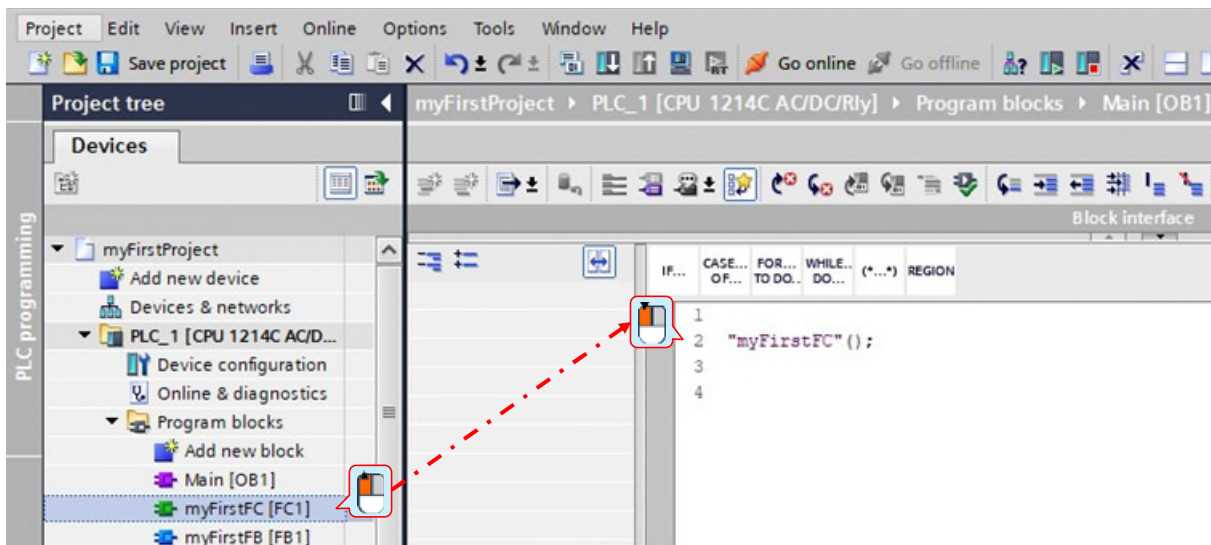 Project Edit View Insert Online Options Tools Window Help
Save project RT Go online Go offline
Project tree
myFirstProject PLC_1 [CPU 1214C AC/DC/Rly] Program blocks Main [OB1]
Devices
Block interface
PLC programming
myFirstProject
Add new device
Devices & networks
PLC_1 [CPU 1214C AC/D...
Device configuration
Online & diagnostics
Program blocks
Add new block
Main [OB1]
myFirstFC [FC1]
myFirstFB [FB1]
IF... CASE... OF... FOR... TO DO.. WHILE.. DO... (*...*) REGION
1
2 "myFirstFC"();
3
4